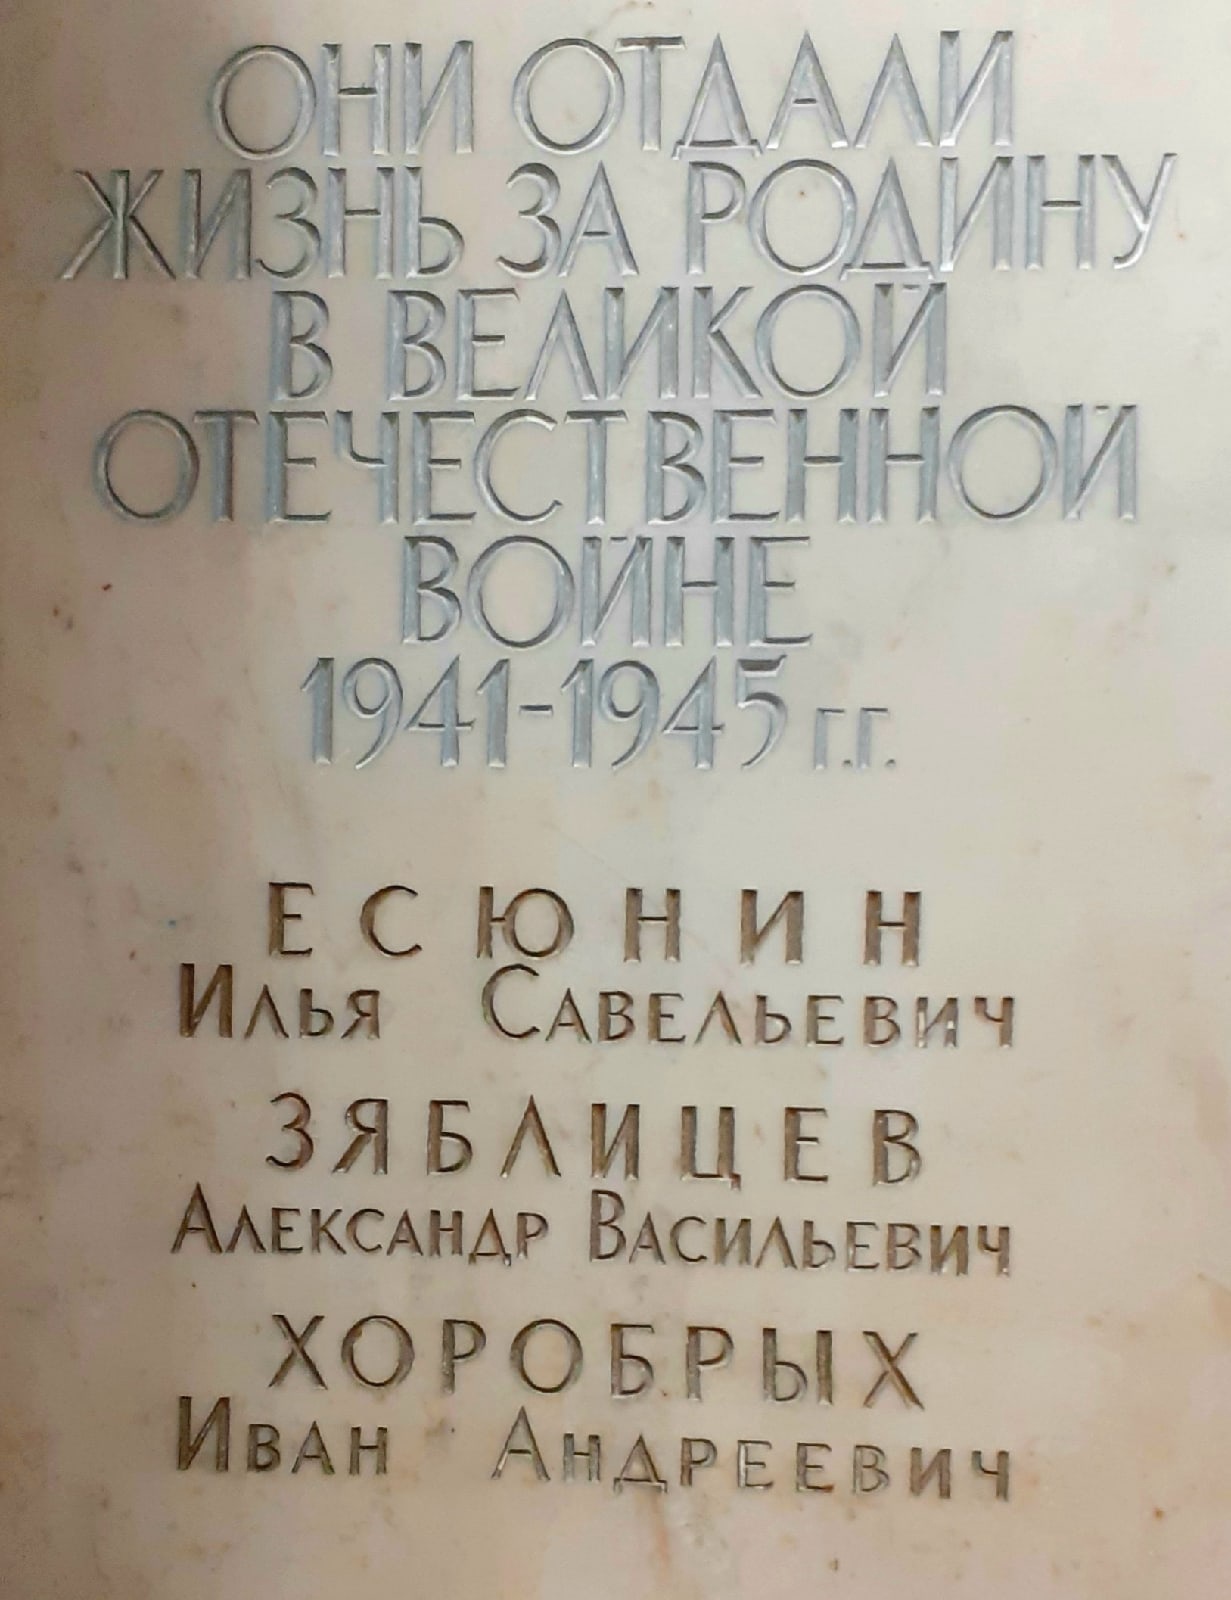 ОНИ ОТДАЛИ
ЖИЗНЬ ЗА РОДИНУ
В ВЕЛИКОЙ
ОТЕЧЕСТВЕННОЙ
ВОЙНЕ
1941-1945 г.г.
ЕСЮНИН
Илья Савельевич
ЗЯБЛИЦЕВ
Александр Васильевич
ХОРОБРЫХ
Иван Андреевич